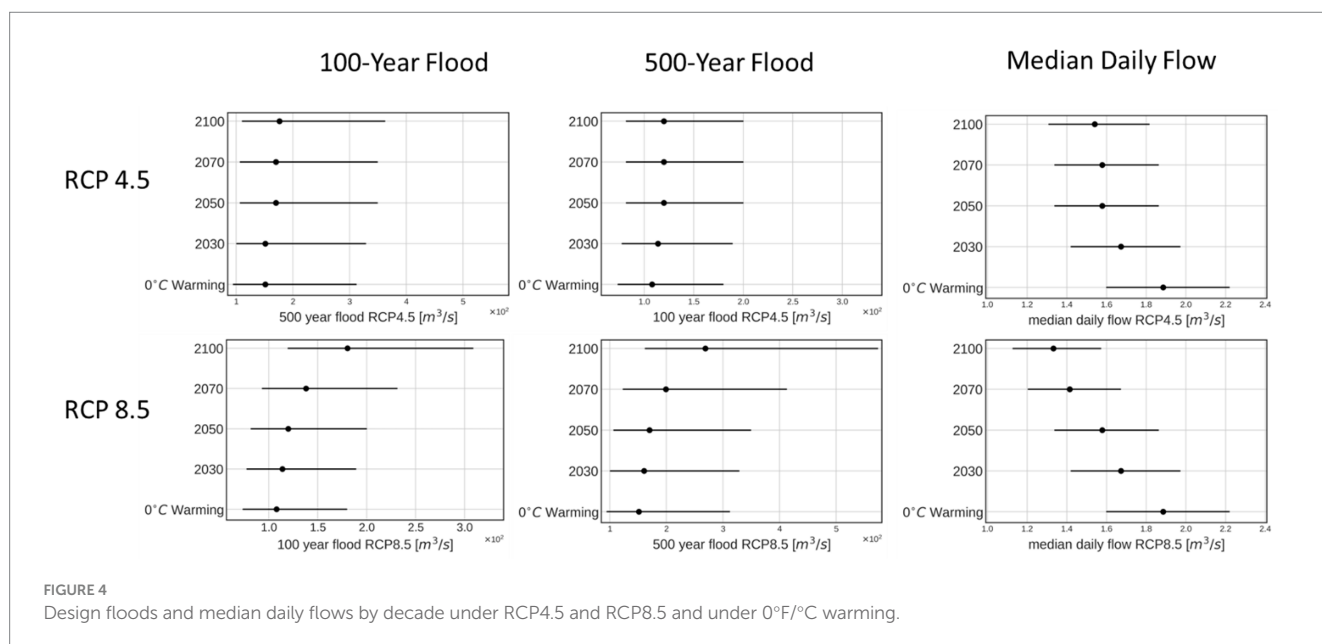 100-Year Flood
500-Year Flood
Median Daily Flow
RCP 4.5
2100
2070
2050
2030
0°C Warming
1 2 3 4 5
×10²
500 year flood RCP4.5 [m³/s]
2100
2070
2050
2030
0°C Warming
1.0 1.5 2.0 2.5 3.0
×10²
100 year flood RCP4.5 [m³/s]
2100
2070
2050
2030
0°C Warming
1.0 1.2 1.4 1.6 1.8 2.0 2.2 2.4
median daily flow RCP4.5 [m³/s]
RCP 8.5
2100
2070
2050
2030
0°C Warming
1.0 1.5 2.0 2.5 3.0
×10²
100 year flood RCP8.5 [m³/s]
2100
2070
2050
2030
0°C Warming
1 2 3 4 5
×10²
500 year flood RCP8.5 [m³/s]
2100
2070
2050
2030
0°C Warming
1.0 1.2 1.4 1.6 1.8 2.0 2.2 2.4
median daily flow RCP8.5 [m³/s]
FIGURE 4
Design floods and median daily flows by decade under RCP4.5 and RCP8.5 and under 0°F/°C warming.